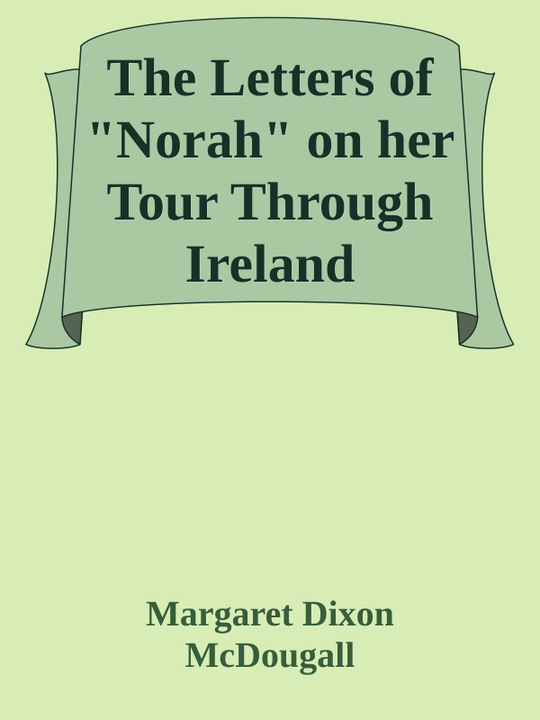 The Letters of
"Norah" on her
Tour Through
Ireland
Margaret Dixon
McDougall